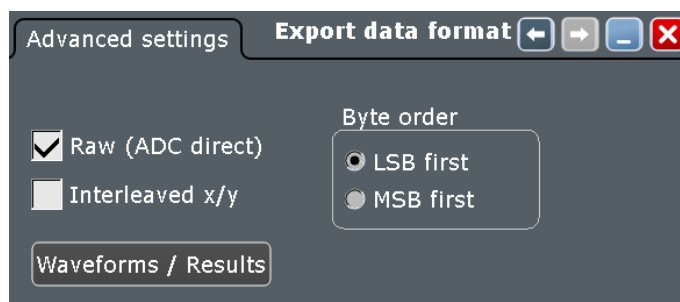 Advanced settings
Export data format
Raw (ADC direct)
Interleaved x/y
Byte order
LSB first
MSB first
Waveforms / Results